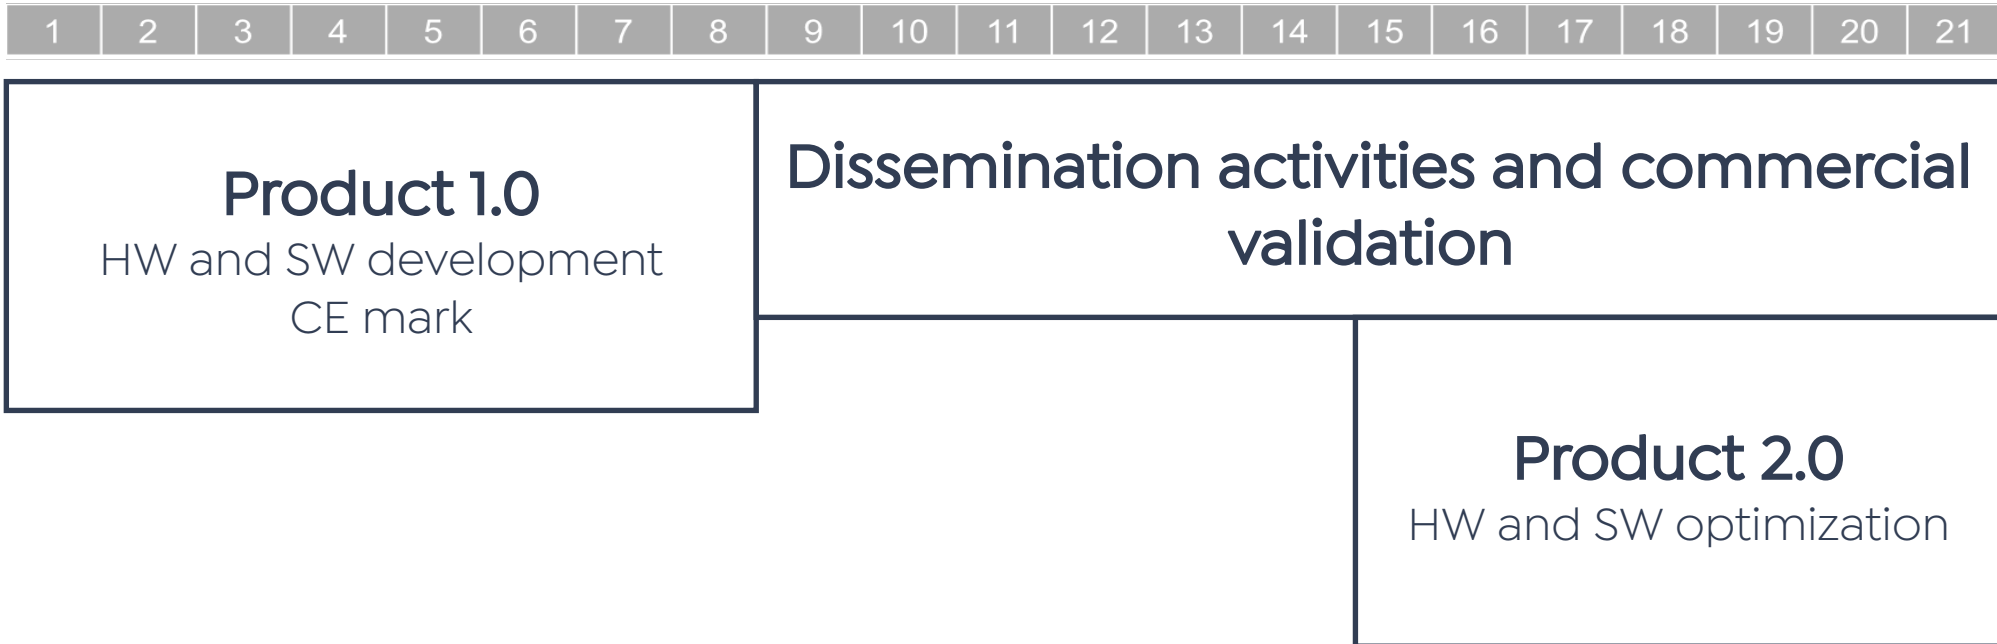 1 2 3 4 5 6 7 8 9 10 11 12 13 14 15 16 17 18 19 20 21
Product 1.0
HW and SW development
CE mark
Dissemination activities and commercial
validation
Product 2.0
HW and SW optimization